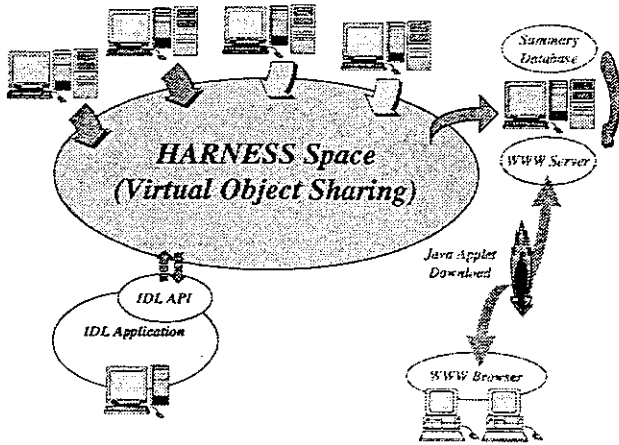 Summary
Database
HARNESS Space
(Virtual Object Sharing)
WWW Server
Java Applet
Download
IDL API
IDL Application
WWW Browser